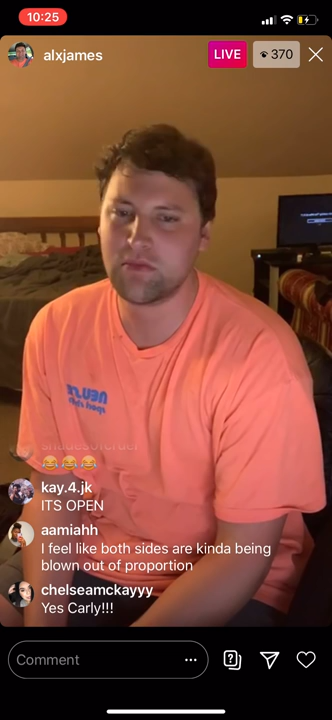 10:25
alxjames
LIVE
370
shadesofcruel
😂😂😂
kay.4.jk
ITS OPEN
aamiahh
I feel like both sides are kinda being
blown out of proportion
chelseamckayyy
Yes Carly!!!
Comment